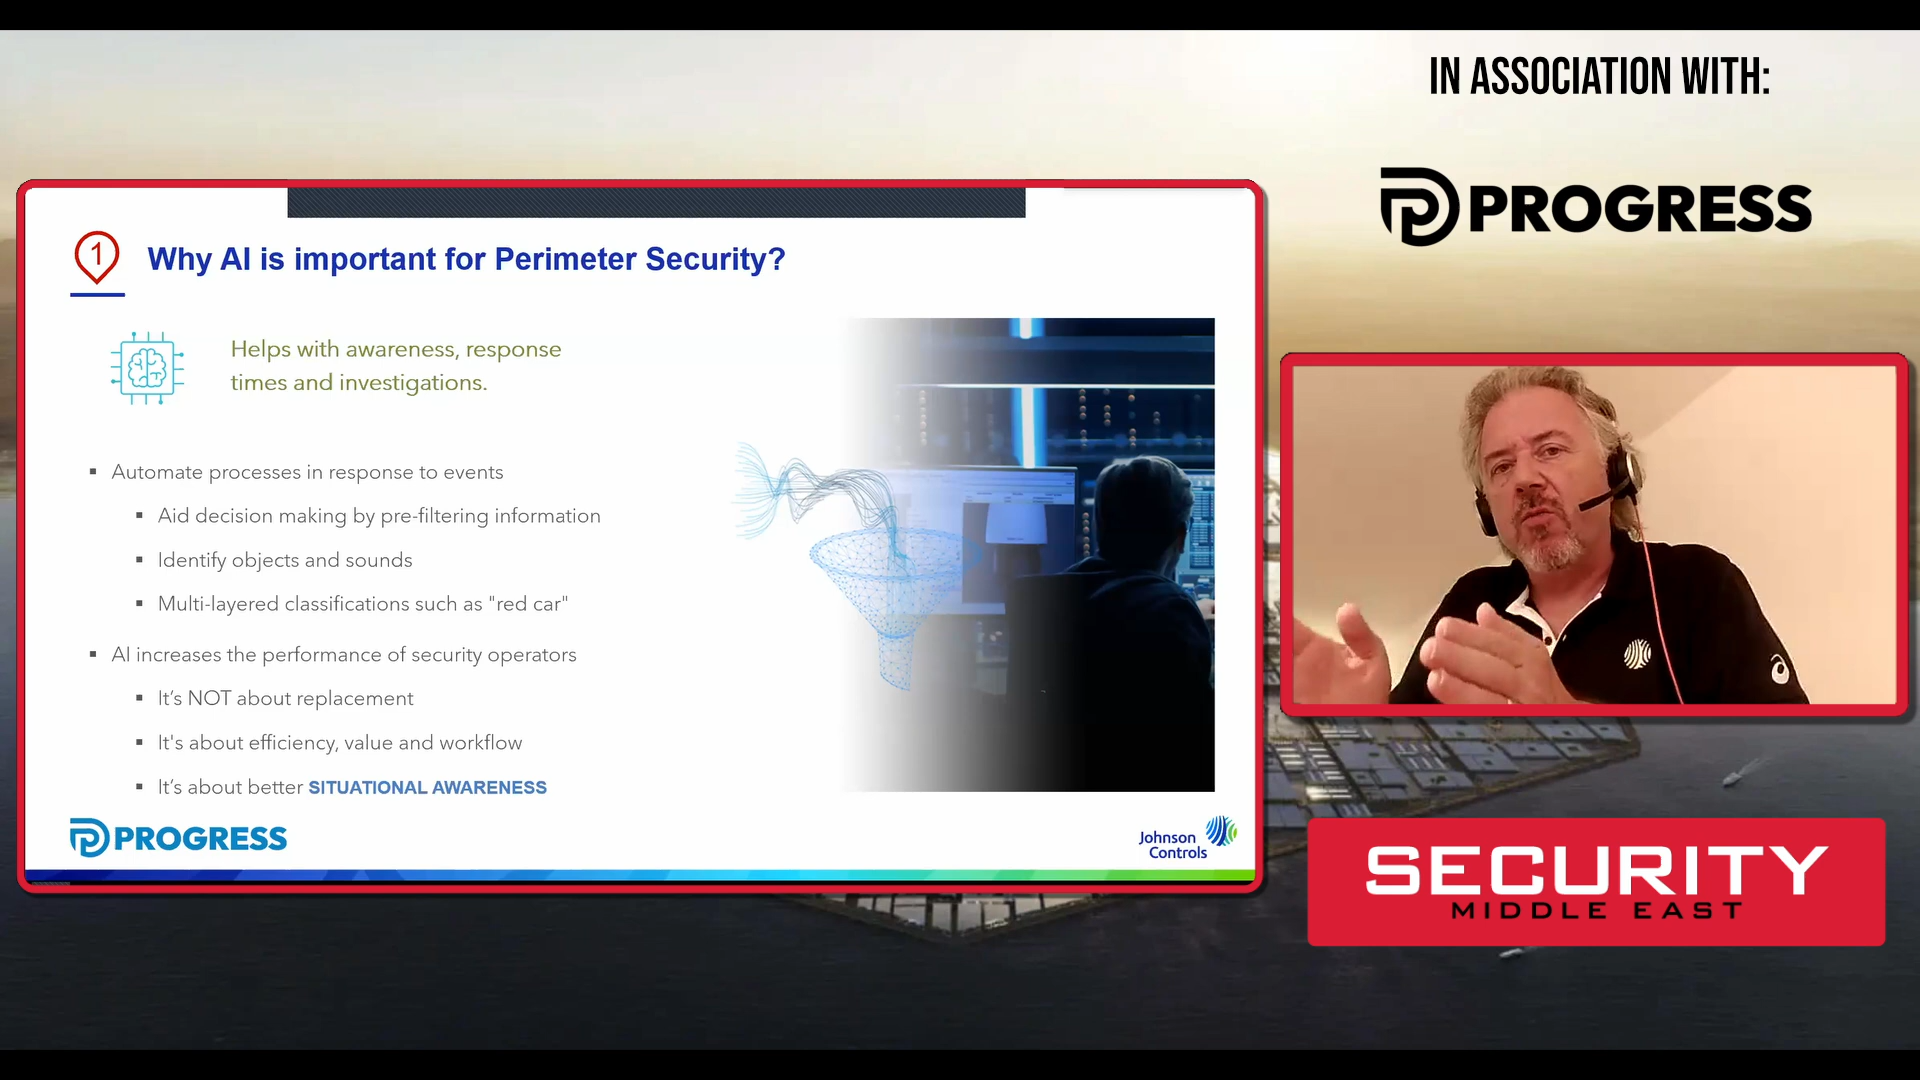 IN ASSOCIATION WITH:
PROGRESS
1
Why AI is important for Perimeter Security?
Helps with awareness, response
times and investigations.
▪ Automate processes in response to events
▪ Aid decision making by pre-filtering information
▪ Identify objects and sounds
▪ Multi-layered classifications such as "red car"
▪ AI increases the performance of security operators
▪ It’s NOT about replacement
▪ It's about efficiency, value and workflow
▪ It’s about better SITUATIONAL AWARENESS
PROGRESS
Johnson
Controls
SECURITY
MIDDLE EAST